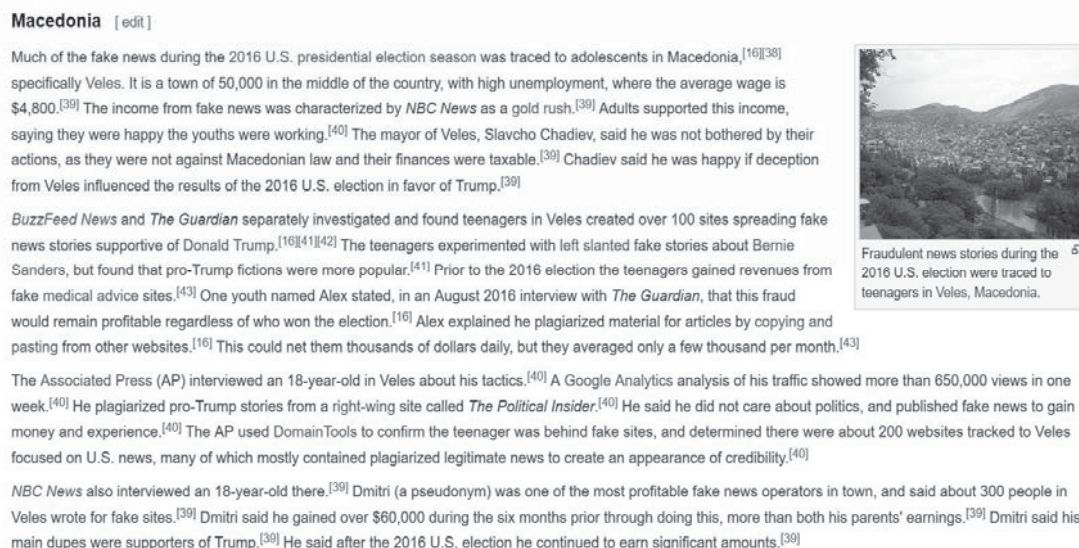 Macedonia [ edit ]
Much of the fake news during the 2016 U.S. presidential election season was traced to adolescents in Macedonia,[16][38]
specifically Veles. It is a town of 50,000 in the middle of the country, with high unemployment, where the average wage is
$4,800.[39] The income from fake news was characterized by NBC News as a gold rush.[39] Adults supported this income,
saying they were happy the youths were working.[40] The mayor of Veles, Slavcho Chadiev, said he was not bothered by their
actions, as they were not against Macedonian law and their finances were taxable.[39] Chadiev said he was happy if deception
from Veles influenced the results of the 2016 U.S. election in favor of Trump.[39]
BuzzFeed News and The Guardian separately investigated and found teenagers in Veles created over 100 sites spreading fake
news stories supportive of Donald Trump.[16][41][42] The teenagers experimented with left slanted fake stories about Bernie
Sanders, but found that pro-Trump fictions were more popular.[41] Prior to the 2016 election the teenagers gained revenues from
fake medical advice sites.[43] One youth named Alex stated, in an August 2016 interview with The Guardian, that this fraud
would remain profitable regardless of who won the election.[16] Alex explained he plagiarized material for articles by copying and
pasting from other websites.[16] This could net them thousands of dollars daily, but they averaged only a few thousand per month.[43]
Fraudulent news stories during the
2016 U.S. election were traced to
teenagers in Veles, Macedonia.
The Associated Press (AP) interviewed an 18-year-old in Veles about his tactics.[40] A Google Analytics analysis of his traffic showed more than 650,000 views in one
week.[40] He plagiarized pro-Trump stories from a right-wing site called The Political Insider.[40] He said he did not care about politics, and published fake news to gain
money and experience.[40] The AP used DomainTools to confirm the teenager was behind fake sites, and determined there were about 200 websites tracked to Veles
focused on U.S. news, many of which mostly contained plagiarized legitimate news to create an appearance of credibility.[40]
NBC News also interviewed an 18-year-old there.[39] Dmitri (a pseudonym) was one of the most profitable fake news operators in town, and said about 300 people in
Veles wrote for fake sites.[39] Dmitri said he gained over $60,000 during the six months prior through doing this, more than both his parents' earnings.[39] Dmitri said his
main dupes were supporters of Trump.[39] He said after the 2016 U.S. election he continued to earn significant amounts.[39]